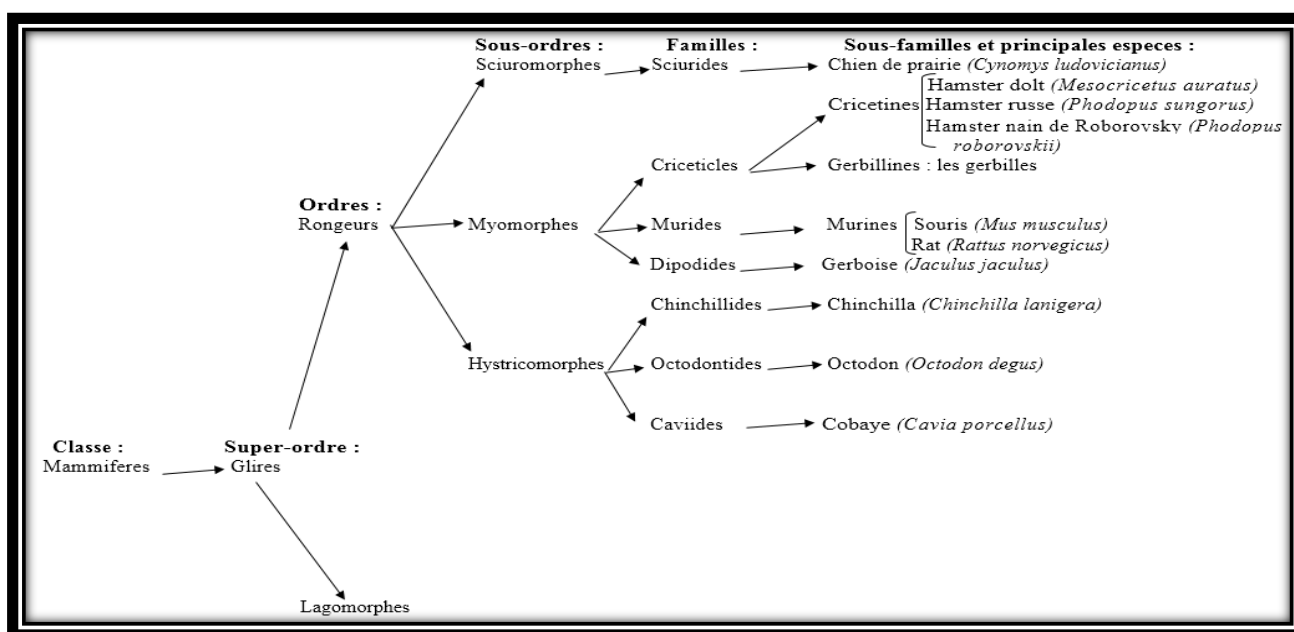 Sous-ordres : Familles : Sous-familles et principales especes :
Sciuromorphes Sciurides Chien de prairie (Cynomys ludovicianus)
Hamster dolt (Mesocricetus auratus)
Cricetines Hamster russe (Phodopus sungorus)
Hamster nain de Roborovsky (Phodopus
roborovskii)
Criceticles Gerbillines : les gerbilles
Ordres :
Rongeurs Myomorphes Murides Murines Souris (Mus musculus)
Rat (Rattus norvegicus)
Dipodides Gerboise (Jaculus jaculus)
Chinchillides Chinchilla (Chinchilla lanigera)
Hystricomorphes Octodontides Octodon (Octodon degus)
Caviides Cobaye (Cavia porcellus)
Classe : Super-ordre :
Mammiferes Glires
Lagomorphes